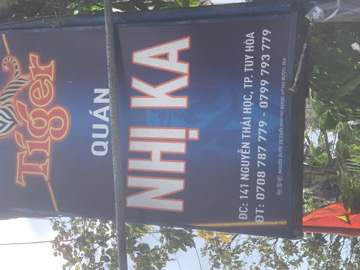 Tiger
QUÁN
NHỊ KA
ĐC: 141 NGUYỄN THÁI HỌC, TP. TUY HÒA
ĐT: 0708 787 779 - 0799 793 779